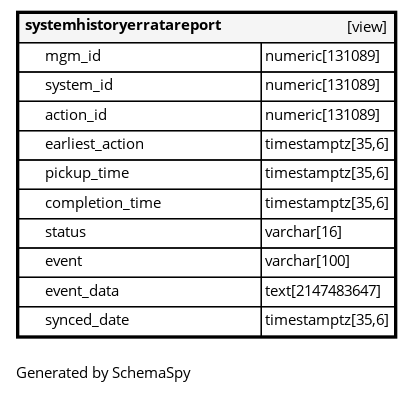 systemhistoryerratareport [view]
mgm_id numeric[131089]
system_id numeric[131089]
action_id numeric[131089]
earliest_action timestamptz[35,6]
pickup_time timestamptz[35,6]
completion_time timestamptz[35,6]
status varchar[16]
event varchar[100]
event_data text[2147483647]
synced_date timestamptz[35,6]
Generated by SchemaSpy